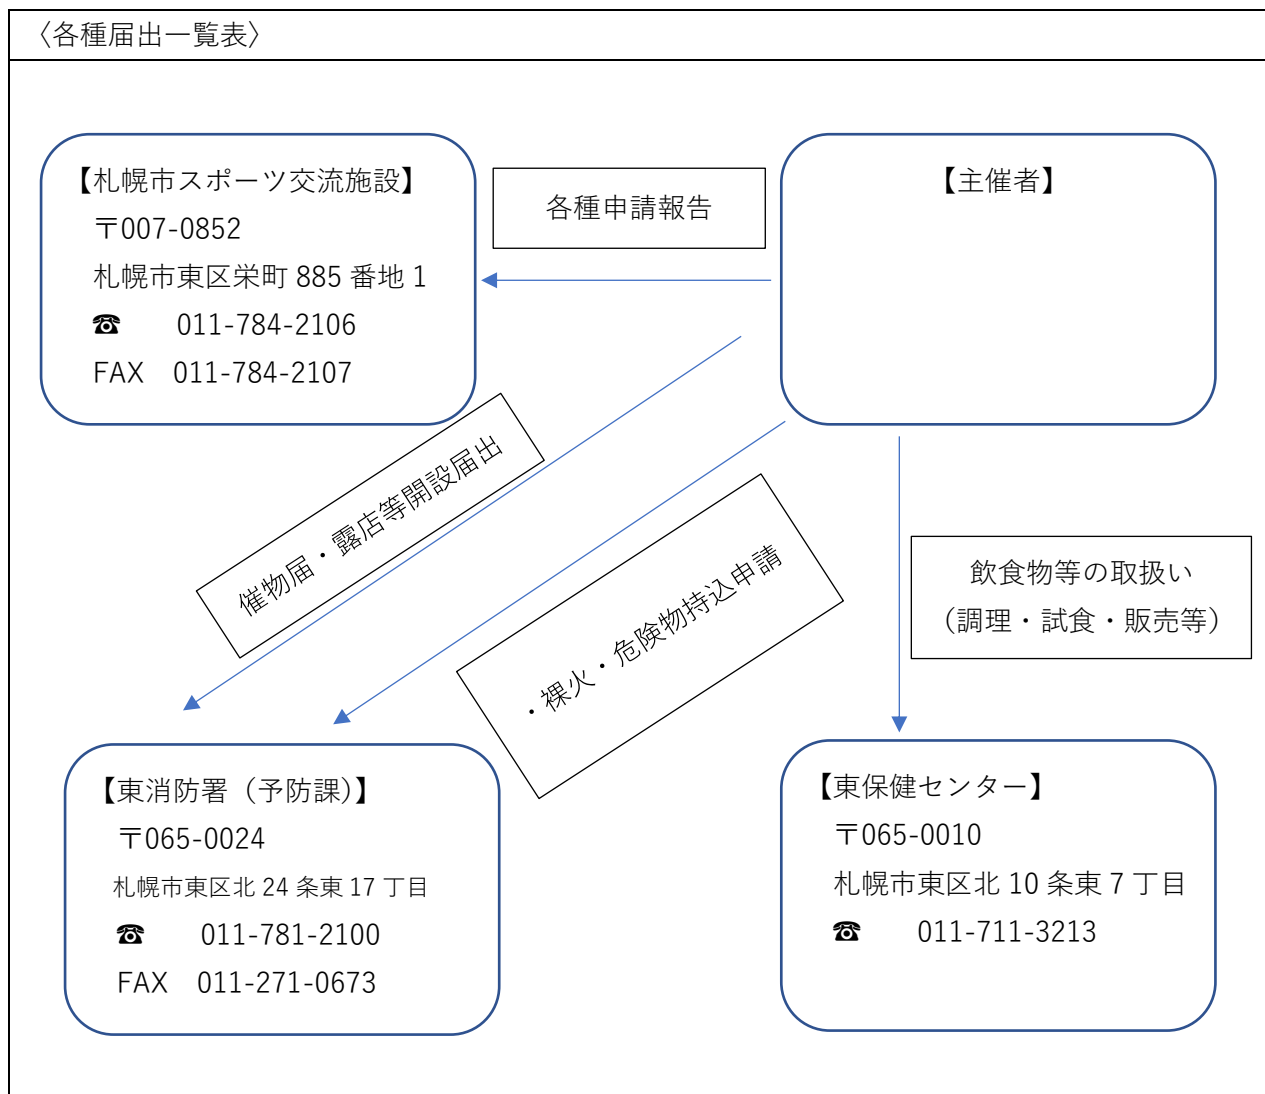 〈各種届出一覧表〉
【札幌市スポーツ交流施設】
〒007-0852
札幌市東区栄町 885 番地 1
☎ 011-784-2106
FAX 011-784-2107
各種申請報告
【主催者】
催物届・露店等開設届出
・裸火・危険物持込申請
飲食物等の取扱い
（調理・試食・販売等）
【東消防署（予防課）】
〒065-0024
札幌市東区北 24 条東 17 丁目
☎ 011-781-2100
FAX 011-271-0673
【東保健センター】
〒065-0010
札幌市東区北 10 条東 7 丁目
☎ 011-711-3213